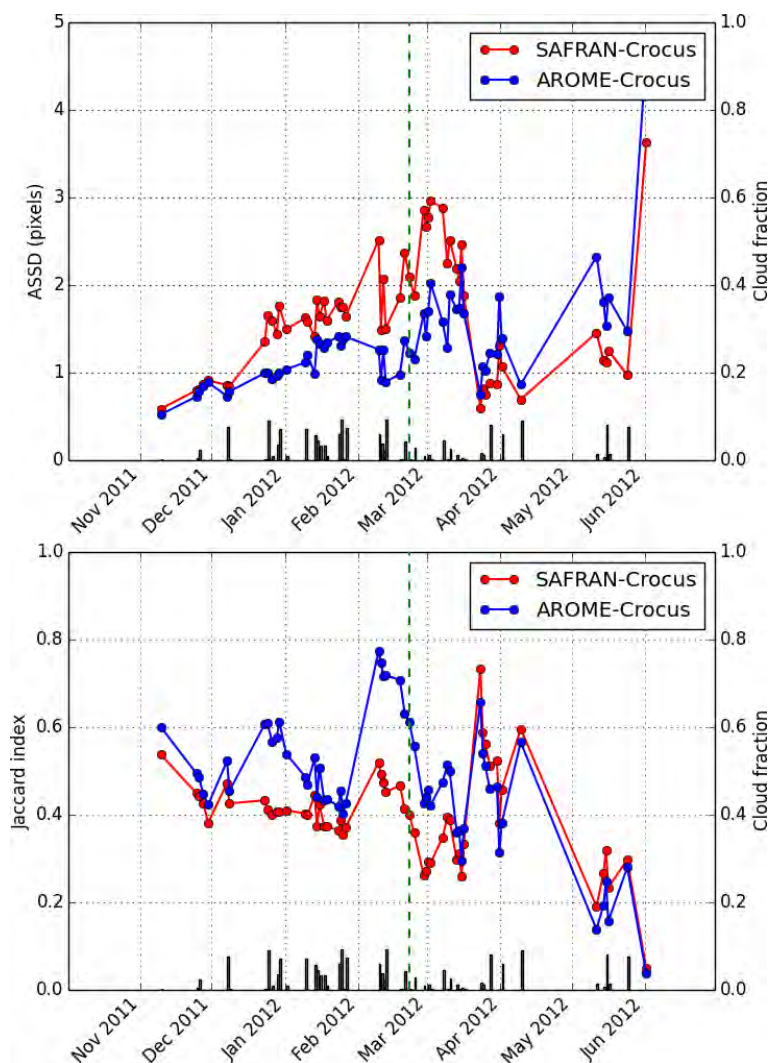 5
4
3
2
1
0
ASSD (pixels)
1.0
0.8
0.6
0.4
0.2
0.0
Cloud fraction
SAFRAN-Crocus
AROME-Crocus
Nov 2011
Dec 2011
Jan 2012
Feb 2012
Mar 2012
Apr 2012
May 2012
Jun 2012
1.0
0.8
0.6
0.4
0.2
0.0
Jaccard index
1.0
0.8
0.6
0.4
0.2
0.0
Cloud fraction
SAFRAN-Crocus
AROME-Crocus
Nov 2011
Dec 2011
Jan 2012
Feb 2012
Mar 2012
Apr 2012
May 2012
Jun 2012